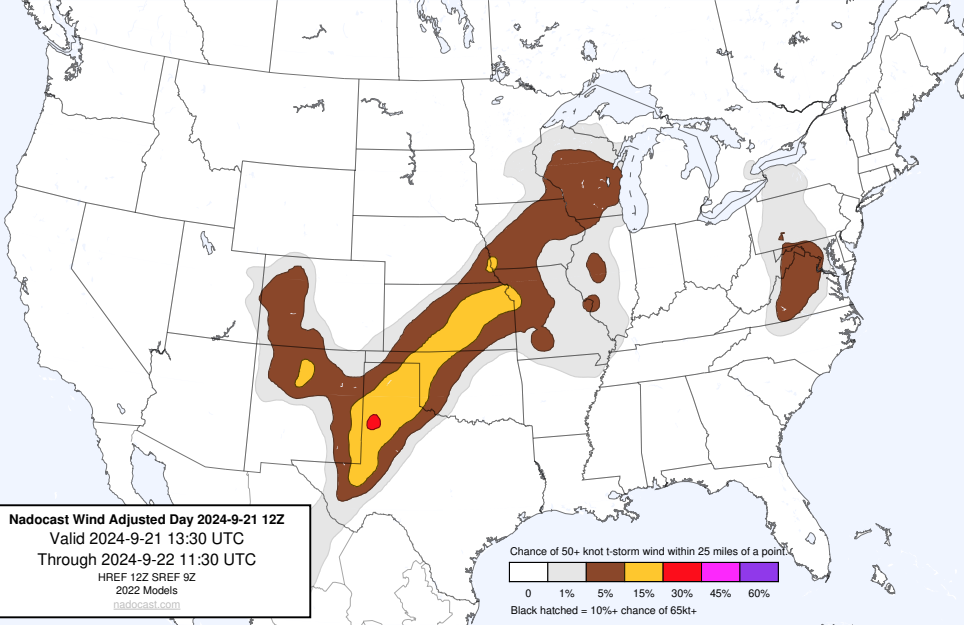 Nadocast Wind Adjusted Day 2024-9-21 12Z
Valid 2024-9-21 13:30 UTC
Through 2024-9-22 11:30 UTC
HREF 12Z SREF 9Z
2022 Models
nadocast.com
Chance of 50+ knot t-storm wind within 25 miles of a point.
0 1% 5% 15% 30% 45% 60%
Black hatched = 10%+ chance of 65kt+